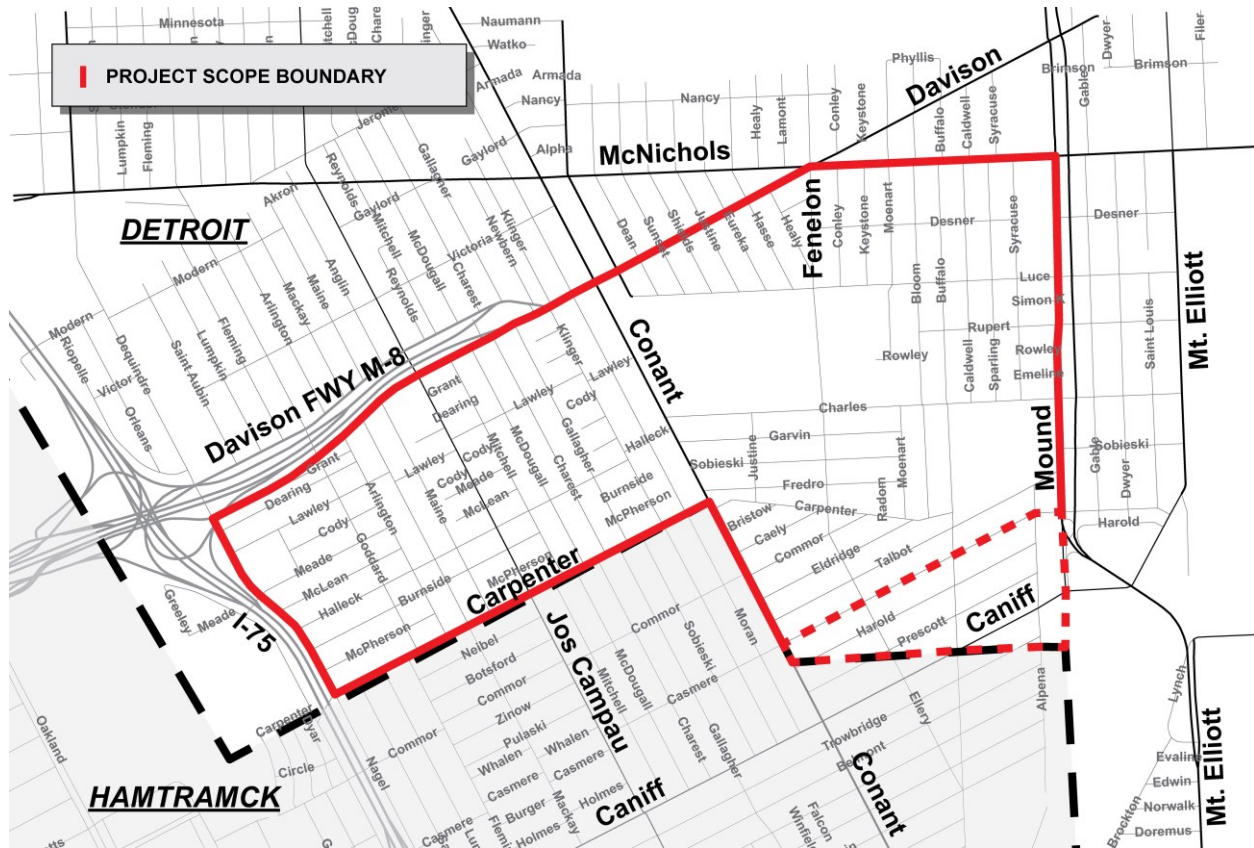 Minnesota
Naumann
Watko
Armada
Armada
Nancy
Jerome
Gaylord
Alpha
PROJECT SCOPE BOUNDARY
Lumpkin
Fleming
Phyllis
Davison
Nancy
Healy
Lamont
Conley
Keystone
Buffalo
Caldwell
Syracuse
Brimson
Gable
Dwyer
Brimson
Filer
McNichols
DETROIT
Akron
Reynolds
Gaylord
Mitchell
McDougall
Gallagher
Victoria
Charest
Newbern
Klinger
Reynolds
Modern
Anglin
Maine
Mackay
Arlington
Fleming
Lumpkin
Saint Aubin
Modern
Riopelle
Dequindre
Victor
Orleans
Dean
Sunset
Shields
Justine
Eureka
Hasse
Healy
Fenelon
Conley
Keystone
Moenart
Desner
Syracuse
Desner
Bloom
Buffalo
Luce
Simon K
Rupert
Rowley
Rowley
Caldwell
Sparling
Emeline
Saint Louis
Mt. Elliott
Davison FWY M-8
Conant
Klinger
Lawley
Grant
Dearing
Lawley
Cody
Gallagher
Halleck
Charles
Garvin
Justine
Sobieski
Moenart
Fredro
Radom
Carpenter
Mound
Gable
Sobieski
Dwyer
Harold
Grant
Dearing
Lawley
Cody
Arlington
Goddard
Meade
McLean
Halleck
McPherson
Burnside
Lawley
Cody
Cody
Meade
McLean
Maine
Mitchell
McDougall
Charest
Burnside
McPherson
McPherson
Carpenter
Bristow
Caely
Commor
Eldridge
Talbot
Harold
Prescott
Caniff
Greeley
Meade
I-75
Neibel
Botsford
Commor
Zinow
Pulaski
Whalen
Whalen
Casmere
Casmere
Burger
Holmes
Holmes
Casmere
Mackay
Jos Campau
Commor
Sobieski
Moran
McDougall
Mitchell
Casmere
Charest
Gallagher
Caniff
Ellery
Alpena
Trowbridge
Belmont
Conant
Falcon
Oakland
Carpenter
Dyar
Circle
Commor
Nagel
HAMTRAMCK
Lynch
Mt. Elliott
Evaline
Edwin
Norwalk
Doremus
Brockton